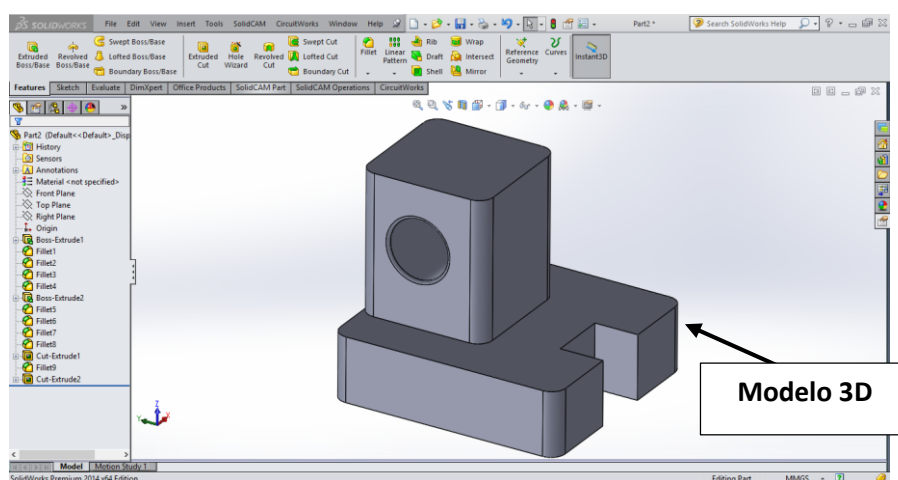 SOLIDWORKS File Edit View Insert Tools SolidCAM CircuitWorks Window Help Part2 * Search SolidWorks Help
Extruded Boss/Base
Revolved Boss/Base
Swept Boss/Base
Lofted Boss/Base
Boundary Boss/Base
Extruded Cut
Hole Wizard
Revolved Cut
Swept Cut
Lofted Cut
Boundary Cut
Fillet
Linear Pattern
Rib
Draft
Shell
Wrap
Intersect
Mirror
Reference Geometry
Curves
Instant3D
Features Sketch Evaluate DimXpert Office Products SolidCAM Part SolidCAM Operations CircuitWorks
Part2 (Default<<Default>_Disp
History
Sensors
Annotations
Material <not specified>
Front Plane
Top Plane
Right Plane
Origin
Boss-Extrude1
Fillet1
Fillet2
Fillet3
Fillet4
Boss-Extrude2
Fillet5
Fillet6
Fillet7
Fillet8
Cut-Extrude1
Fillet9
Cut-Extrude2
Z
Y
X
Modelo 3D
Model Motion Study 1
SolidWorks Premium 2014 x64 Edition Editing Part MMGS